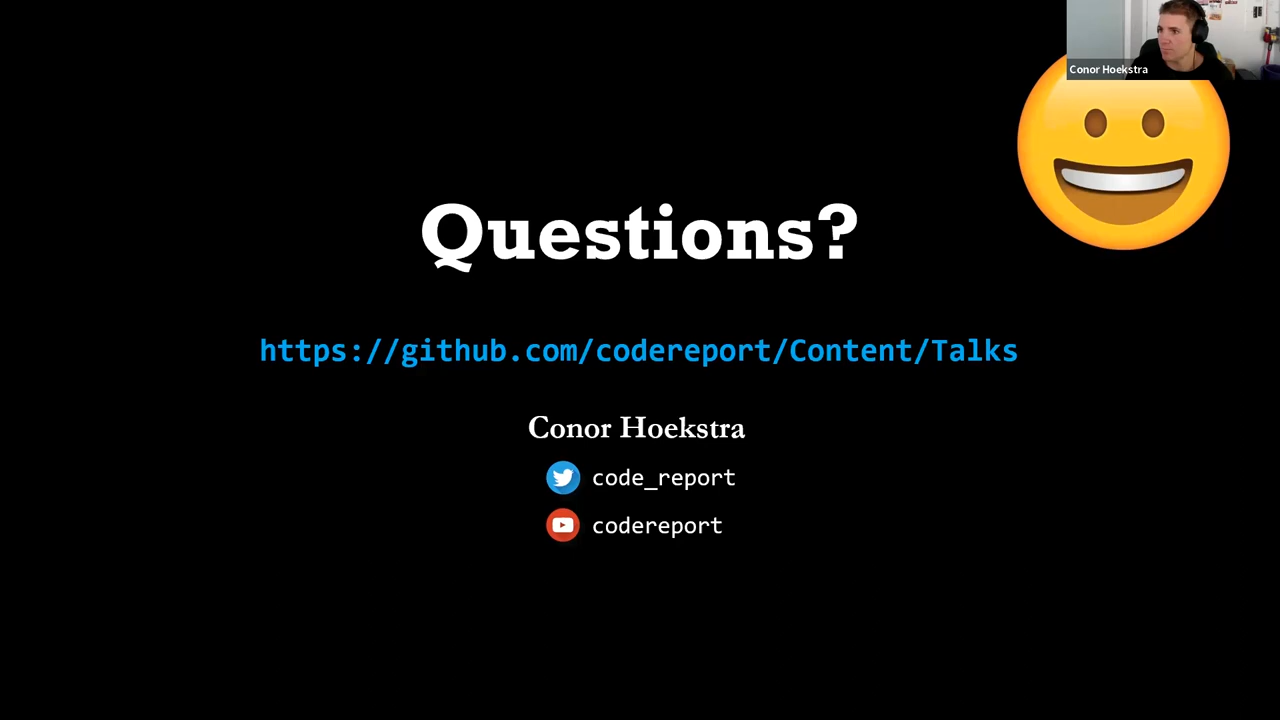 Conor Hoekstra
Questions?
https://github.com/codereport/Content/Talks
Conor Hoekstra
code_report
codereport